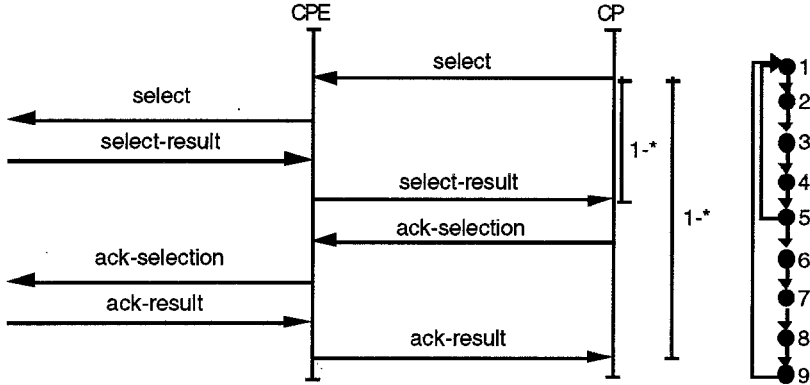 CPE
CP
select
select
select-result
1-*
select-result
1-*
ack-selection
ack-selection
ack-result
ack-result
1
2
3
4
5
6
7
8
9